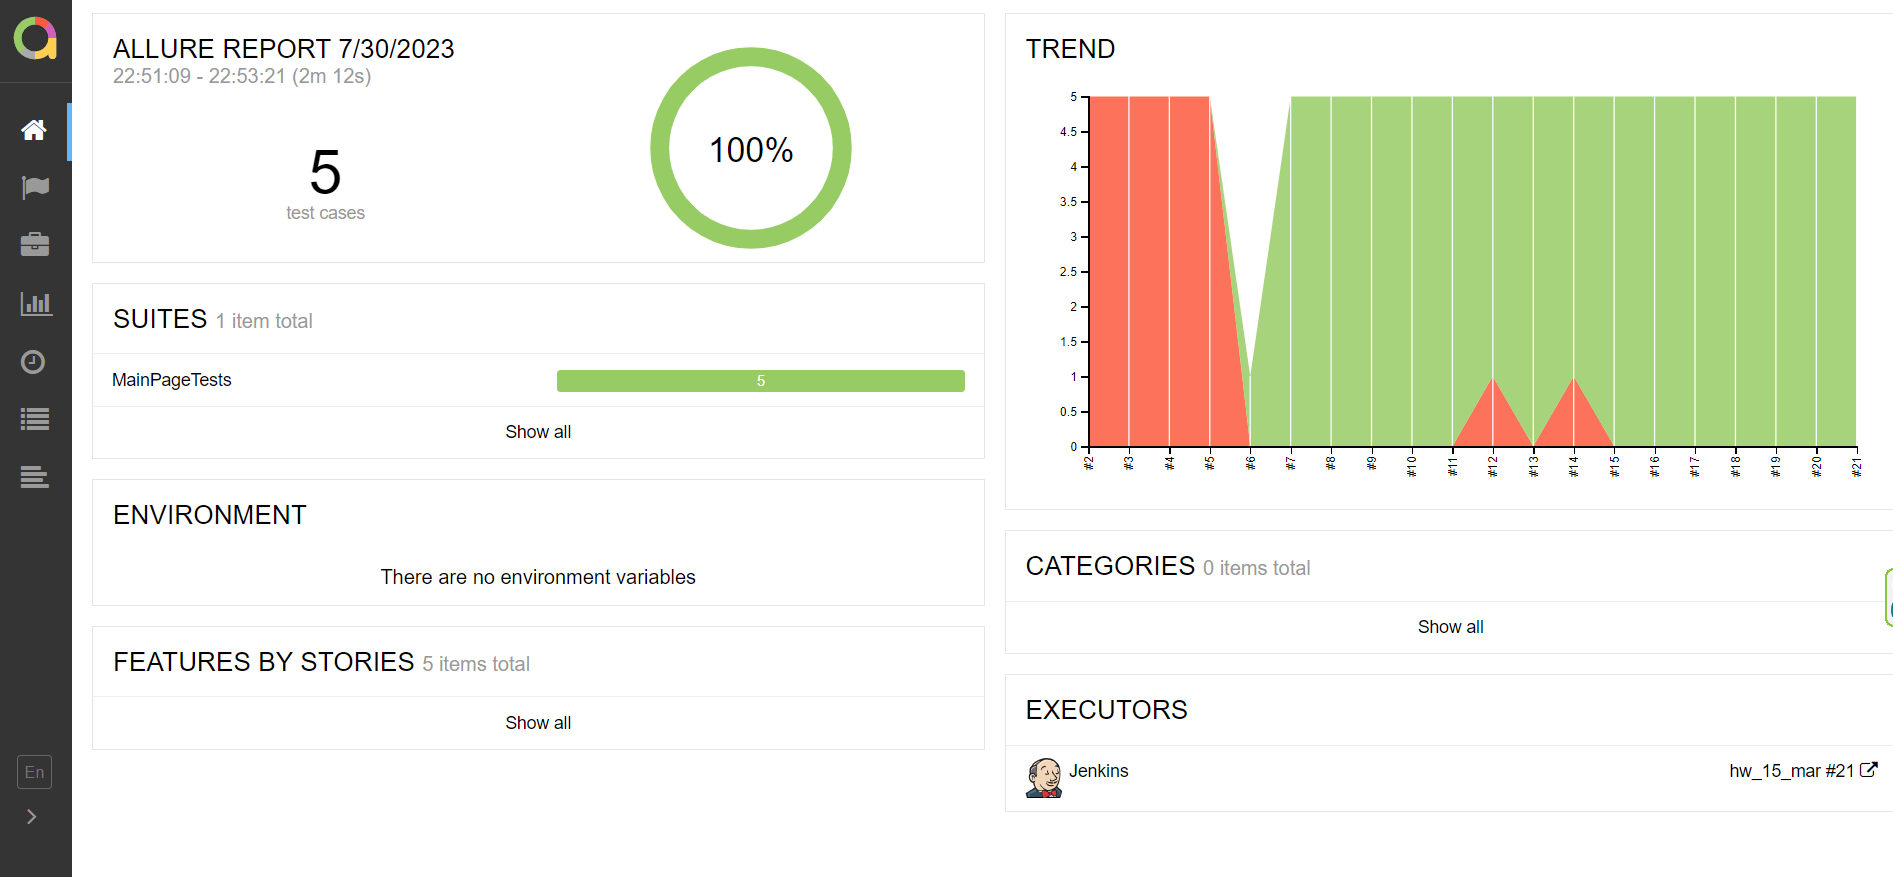 ALLURE REPORT 7/30/2023
22:51:09 - 22:53:21 (2m 12s)
5
test cases
100%
SUITES 1 item total
MainPageTests
5
Show all
ENVIRONMENT
There are no environment variables
FEATURES BY STORIES 5 items total
Show all
En
TREND
5
4.5
4
3.5
3
2.5
2
1.5
1
0.5
0
#2
#3
#4
#5
#6
#7
#8
#9
#10
#11
#12
#13
#14
#15
#16
#17
#18
#19
#20
#21
CATEGORIES 0 items total
Show all
EXECUTORS
Jenkins
hw_15_mar #21